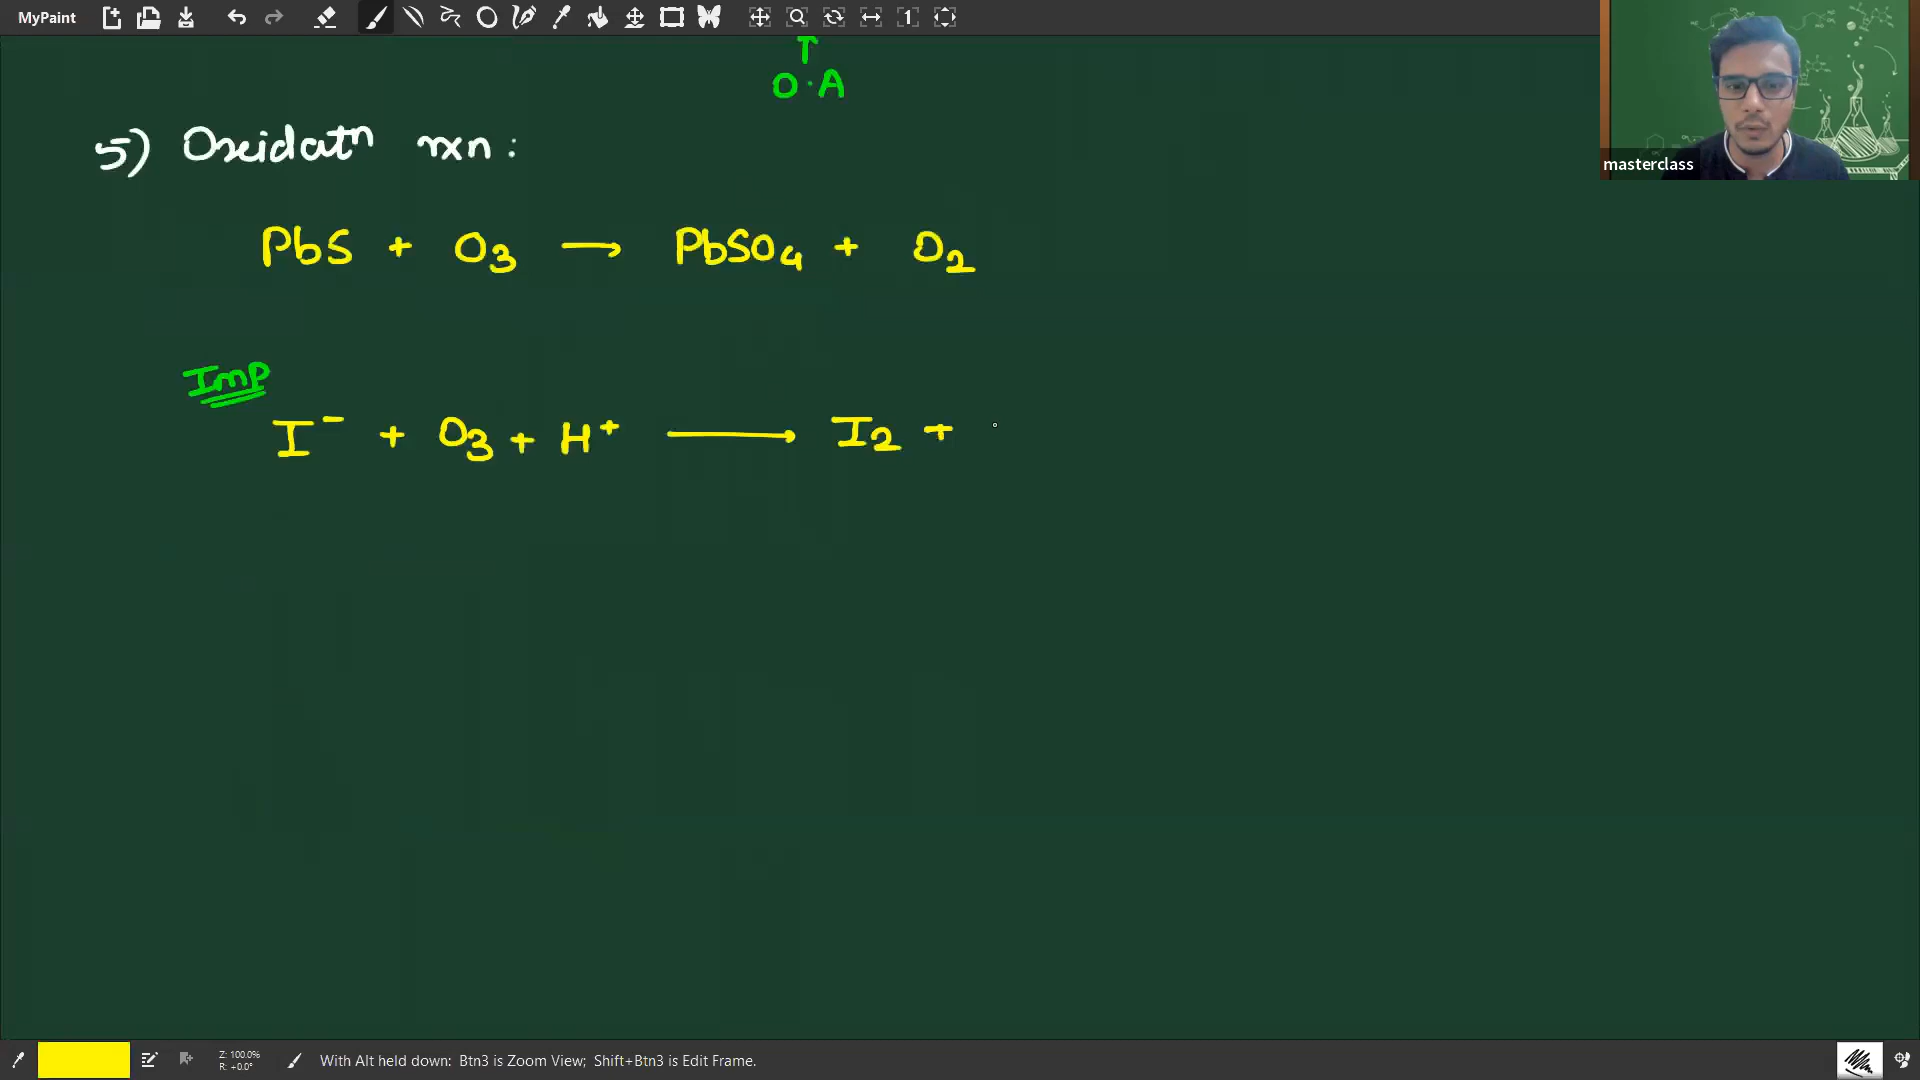 MyPaint
O·A
masterclass
5) Oxidatn rxn:
PbS + O₃ → PbSO₄ + O₂
Imp
I⁻ + O₃ + H⁺ → I₂ +
Z: 100.0%
R: +0.0°
With Alt held down: Btn3 is Zoom View; Shift+Btn3 is Edit Frame.